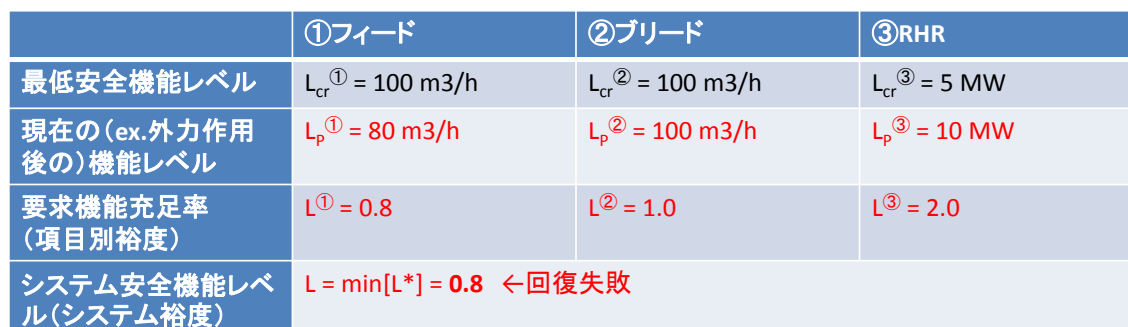 ①フィード ②ブリード ③RHR
最低安全機能レベル Lcr① = 100 m3/h Lcr② = 100 m3/h Lcr③ = 5 MW
現在の（ex.外力作用
後の）機能レベル LP① = 80 m3/h LP② = 100 m3/h LP③ = 10 MW
要求機能充足率
（項目別裕度） L① = 0.8 L② = 1.0 L③ = 2.0
システム安全機能レベ
ル（システム裕度） L = min[L*] = 0.8 ←回復失敗